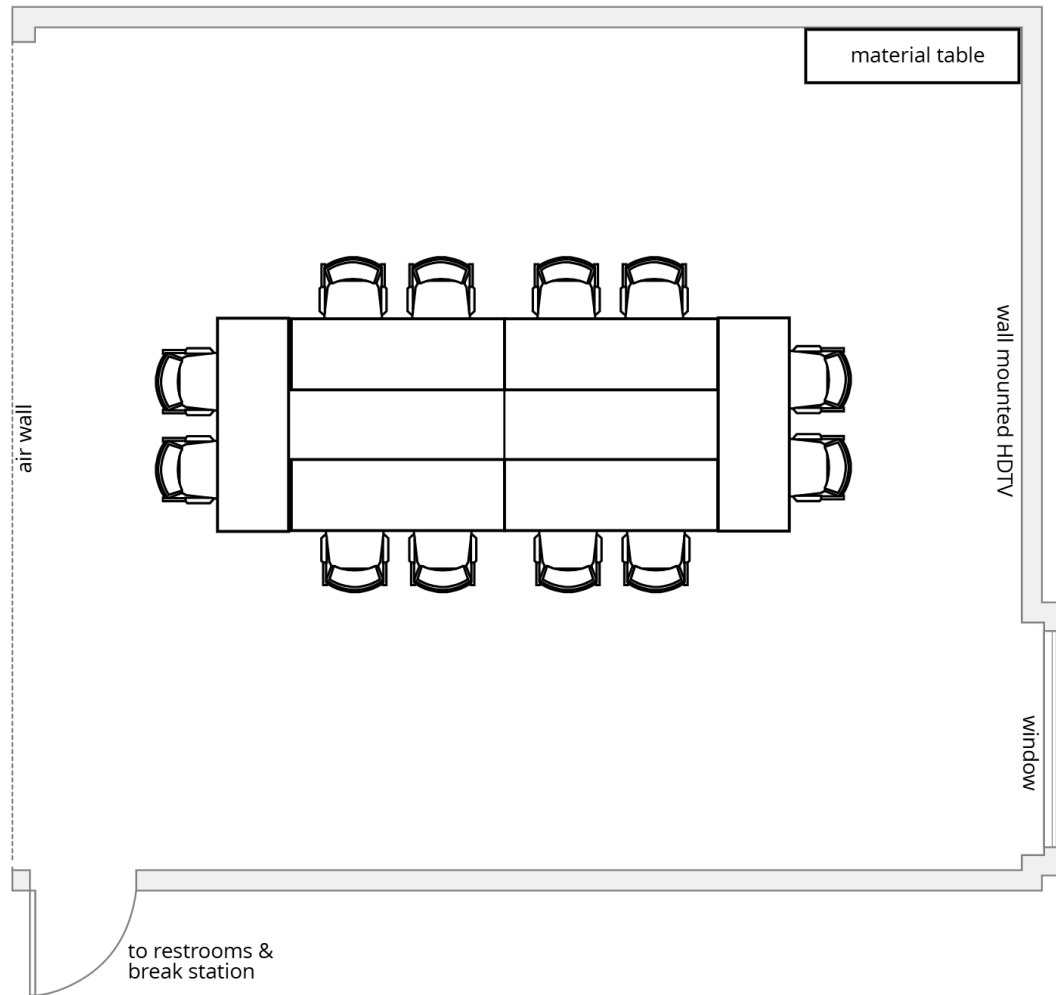 material table
wall mounted HDTV
air wall
window
to restrooms &
break station